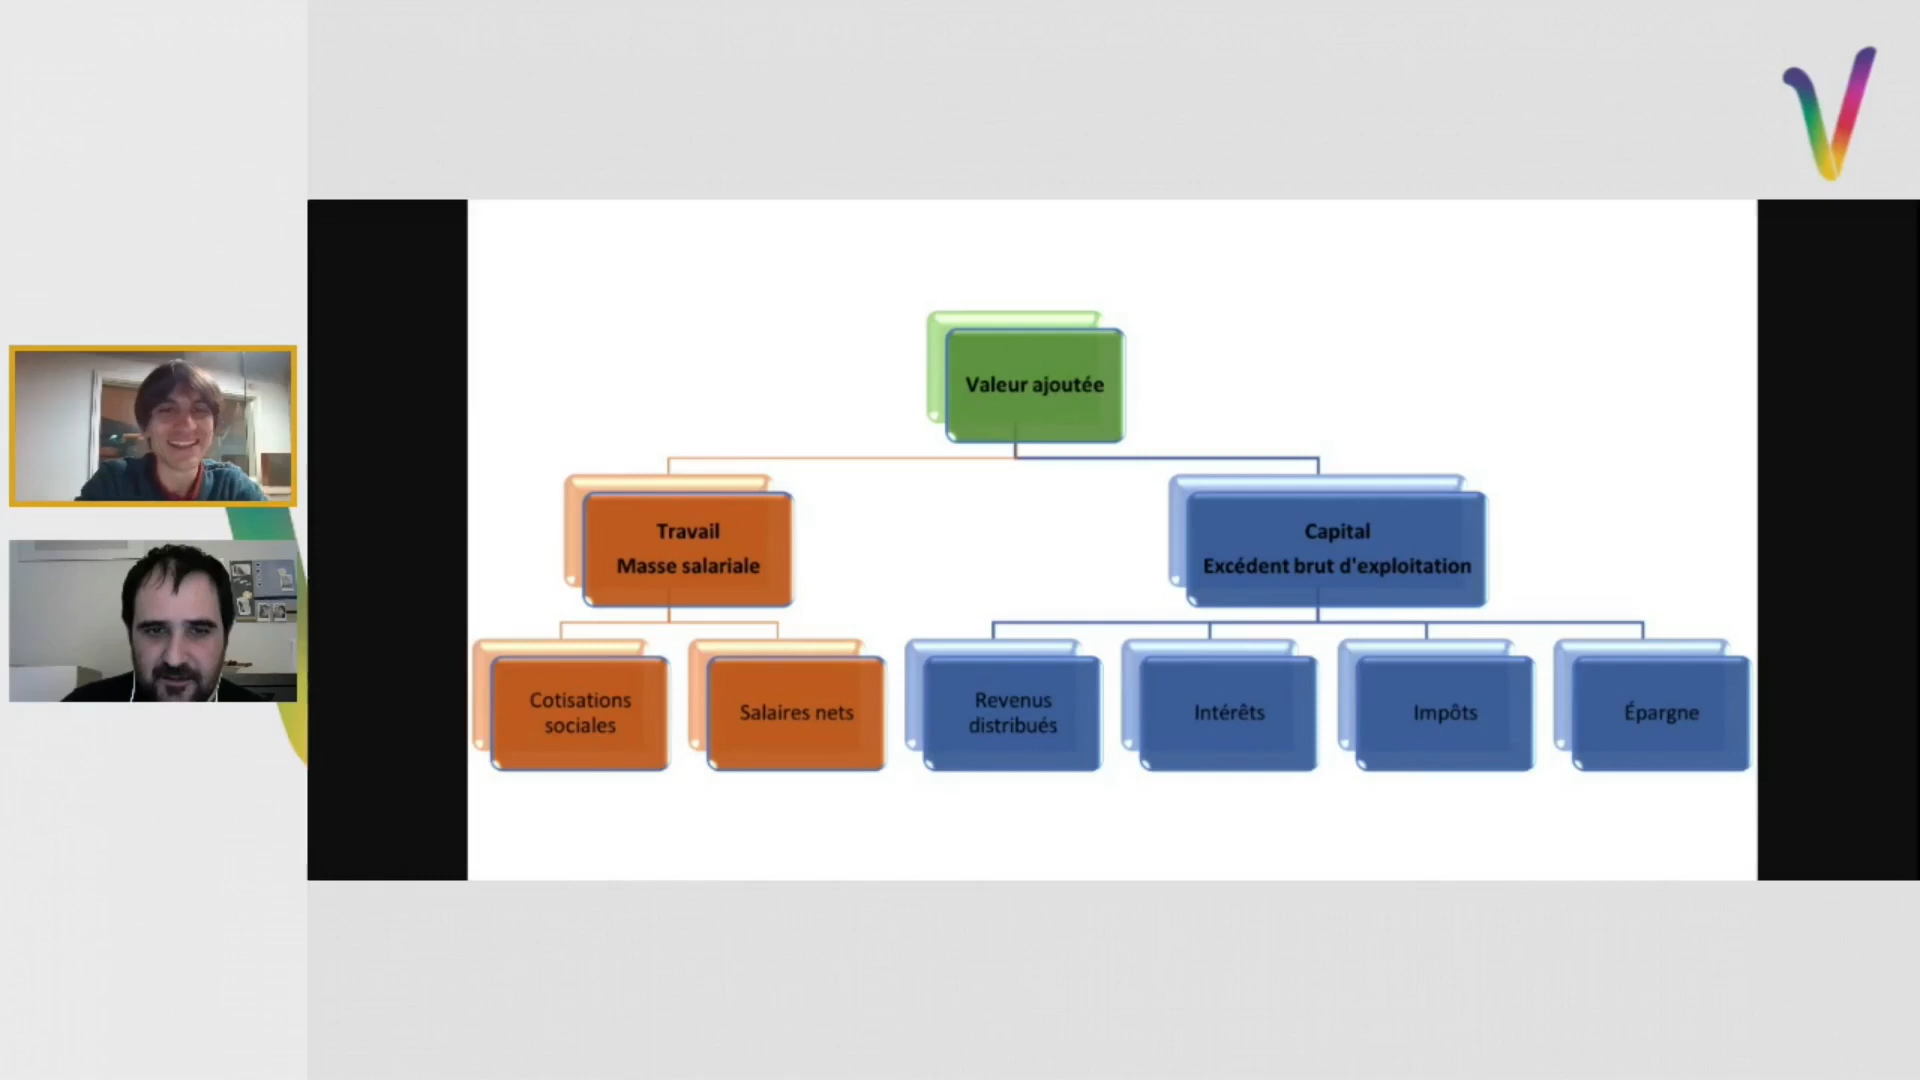 Valeur ajoutée
Travail
Masse salariale
Capital
Excédent brut d'exploitation
Cotisations
sociales
Salaires nets
Revenus
distribués
Intérêts
Impôts
Épargne